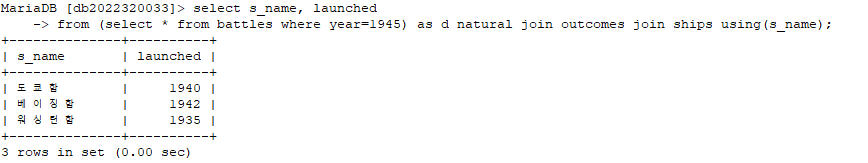 MariaDB [db2022320033]> select s_name, launched
    -> from (select * from battles where year=1945) as d natural join outcomes join ships using(s_name);
+--------------+----------+
| s_name       | launched |
+--------------+----------+
| 도쿄함       |     1940 |
| 베이징함     |     1942 |
| 워싱턴함     |     1935 |
+--------------+----------+
3 rows in set (0.00 sec)